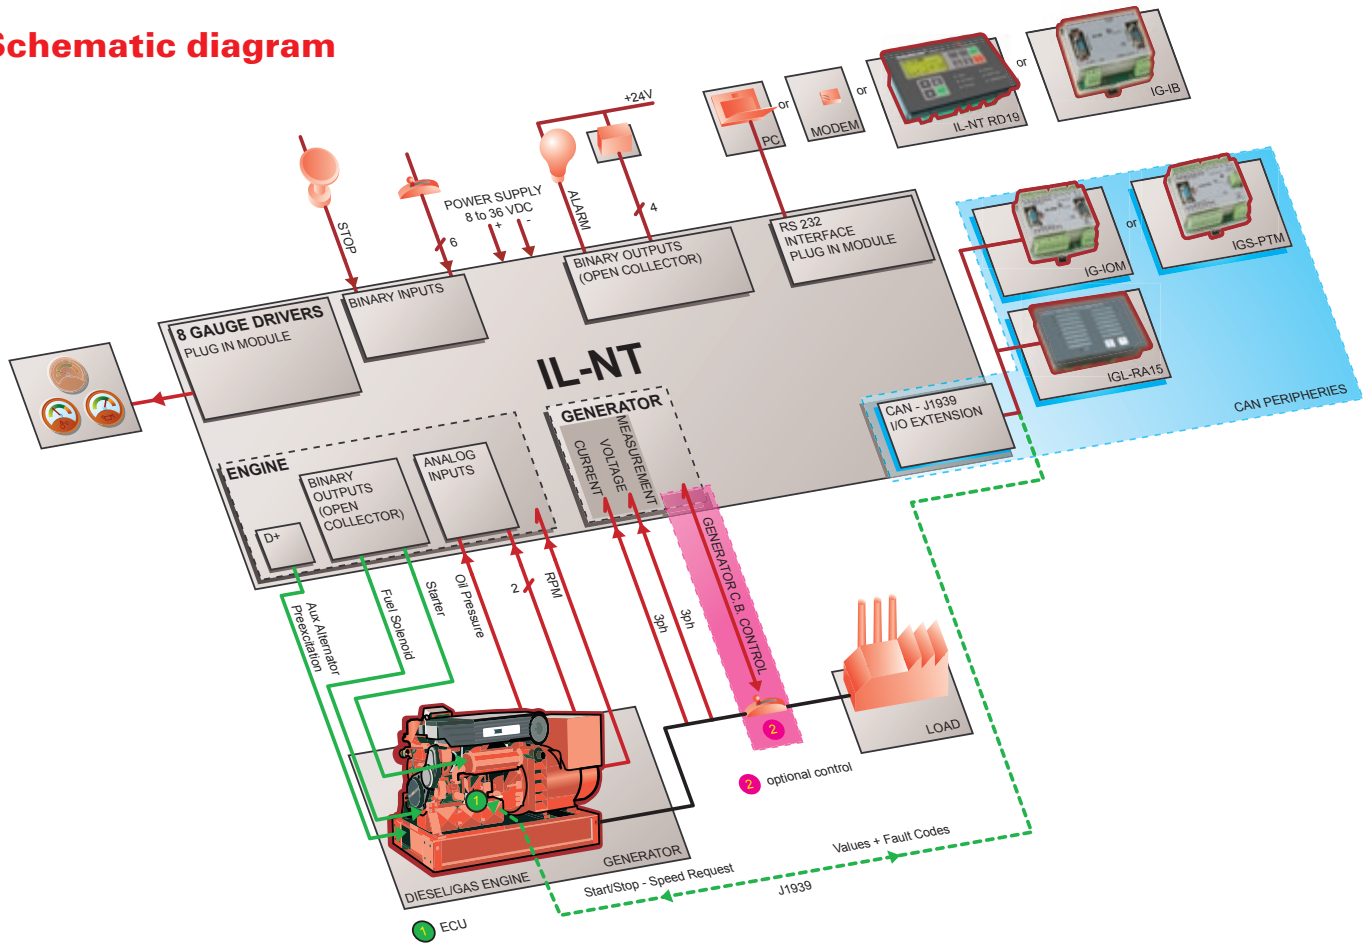 Schematic diagram
+24V
PC
or
MODEM
or
IL-NT RD19
or
IG-IB
STOP
6
POWER SUPPLY
8 to 36 VDC
+
-
ALARM
4
8 GAUGE DRIVERS
PLUG IN MODULE
BINARY INPUTS
BINARY OUTPUTS
(OPEN COLLECTOR)
RS 232
INTERFACE
PLUG IN MODULE
IG-IOM
or
IGS-PTM
IGL-RA15
CAN PERIPHERIES
CAN - J1939
I/O EXTENSION
IL-NT
ENGINE
D+
BINARY
OUTPUTS
(OPEN
COLLECTOR)
ANALOG
INPUTS
GENERATOR
MEASUREMENT
VOLTAGE
CURRENT
Aux Alternator
Preexcitation
Fuel Solenoid
Starter
Oil Pressure
2
RPM
3ph
3ph
GENERATOR C.B. CONTROL
2
2 optional control
LOAD
1
GENERATOR
DIESEL/GAS ENGINE
1 ECU
Start/Stop - Speed Request
J1939
Values + Fault Codes